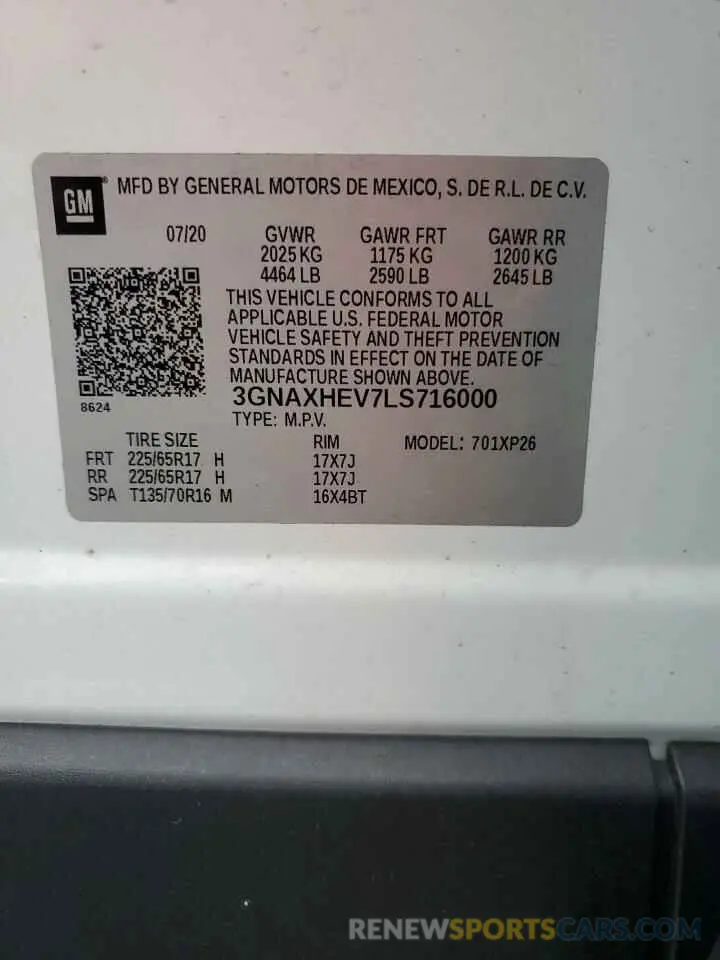 GM® MFD BY GENERAL MOTORS DE MEXICO, S. DE R.L. DE C.V.
07/20 GVWR GAWR FRT GAWR RR
2025 KG 1175 KG 1200 KG
4464 LB 2590 LB 2645 LB
THIS VEHICLE CONFORMS TO ALL
APPLICABLE U.S. FEDERAL MOTOR
VEHICLE SAFETY AND THEFT PREVENTION
STANDARDS IN EFFECT ON THE DATE OF
MANUFACTURE SHOWN ABOVE.
8624 3GNAXHEV7LS716000
TYPE: M.P.V.
TIRE SIZE RIM MODEL: 701XP26
FRT 225/65R17 H 17X7J
RR 225/65R17 H 17X7J
SPA T135/70R16 M 16X4BT
RENEWSPORTSCARS.COM